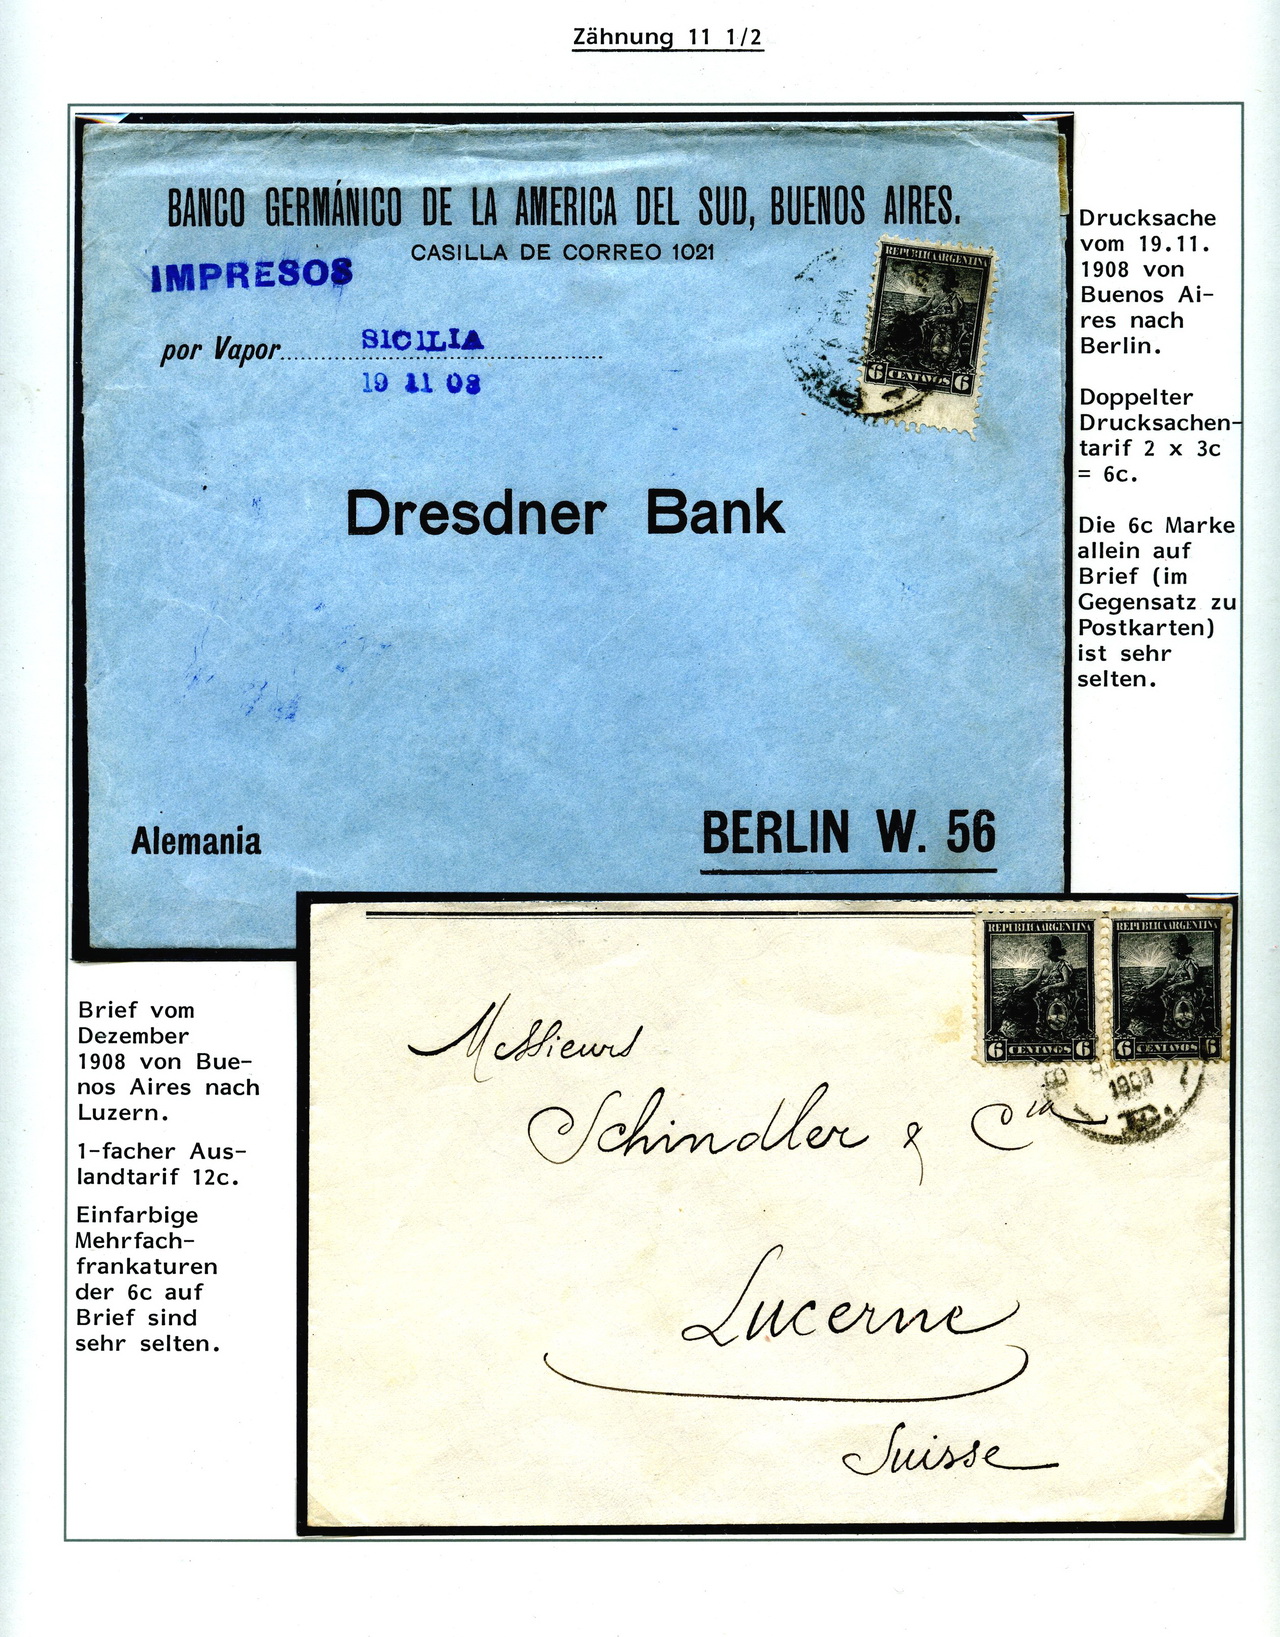 Zähnung 11 1/2
BANCO GERMÁNICO DE LA AMERICA DEL SUD, BUENOS AIRES.
CASILLA DE CORREO 1021
IMPRESOS
por Vapor
SICILIA
19 11 08
REPUBLICA ARGENTINA
6 CENTAVOS 6
Dresdner Bank
Alemania
BERLIN W. 56
Drucksache
vom 19.11.
1908 von
Buenos Ai-
res nach
Berlin.
Doppelter
Drucksachen-
tarif 2 x 3c
= 6c.
Die 6c Marke
allein auf
Brief (im
Gegensatz zu
Postkarten)
ist sehr
selten.
Brief vom
Dezember
1908 von Bue-
nos Aires nach
Luzern.
1-facher Aus-
landtarif 12c.
Einfarbige
Mehrfach-
frankaturen
der 6c auf
Brief sind
sehr selten.
REPUBLICA ARGENTINA
6 CENTAVOS 6
REPUBLICA ARGENTINA
6 CENTAVOS 6
1908
Messieurs
Schindler & Cia
Lucerne
Suisse